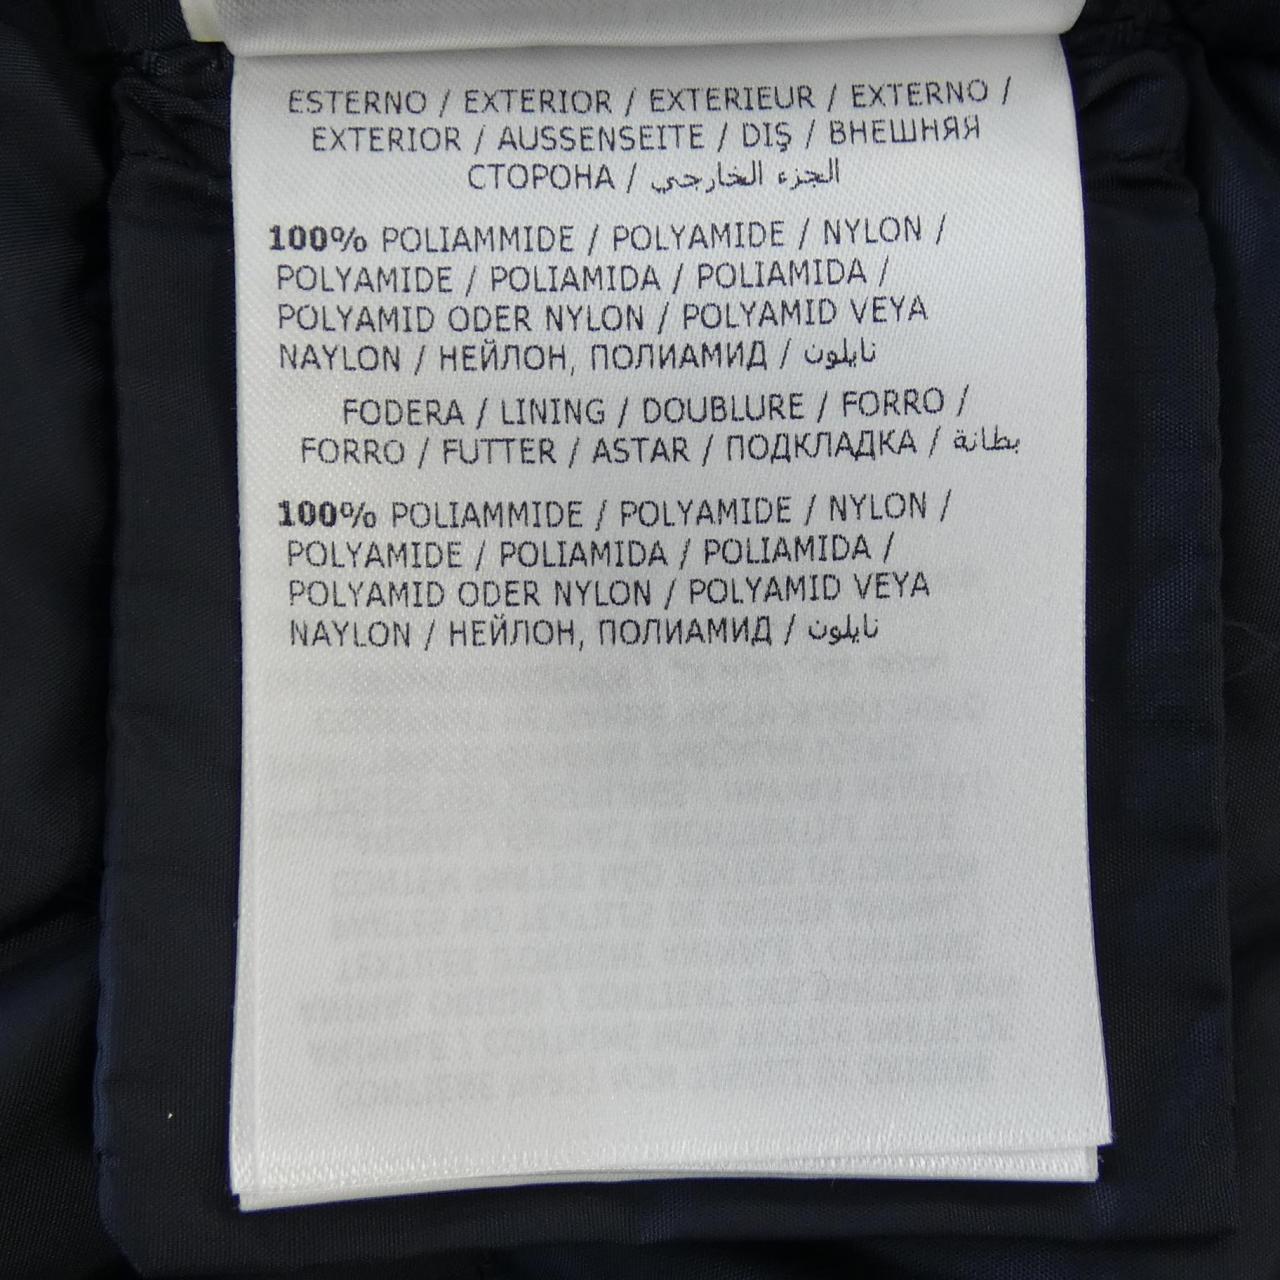 ESTERNO / EXTERIOR / EXTERIEUR / EXTERNO /
EXTERIOR / AUSSENSEITE / DIŞ / ВНЕШНЯЯ
СТОРОНА / الجزء الخارجي
100% POLIAMMIDE / POLYAMIDE / NYLON /
POLYAMIDE / POLIAMIDA / POLIAMIDA /
POLYAMID ODER NYLON / POLYAMID VEYA
NAYLON / НЕЙЛОН, ПОЛИАМИД / نايلون
FODERA / LINING / DOUBLURE / FORRO /
FORRO / FUTTER / ASTAR / ПОДКЛАДКА / بطانة
100% POLIAMMIDE / POLYAMIDE / NYLON /
POLYAMIDE / POLIAMIDA / POLIAMIDA /
POLYAMID ODER NYLON / POLYAMID VEYA
NAYLON / НЕЙЛОН, ПОЛИАМИД / نايلون